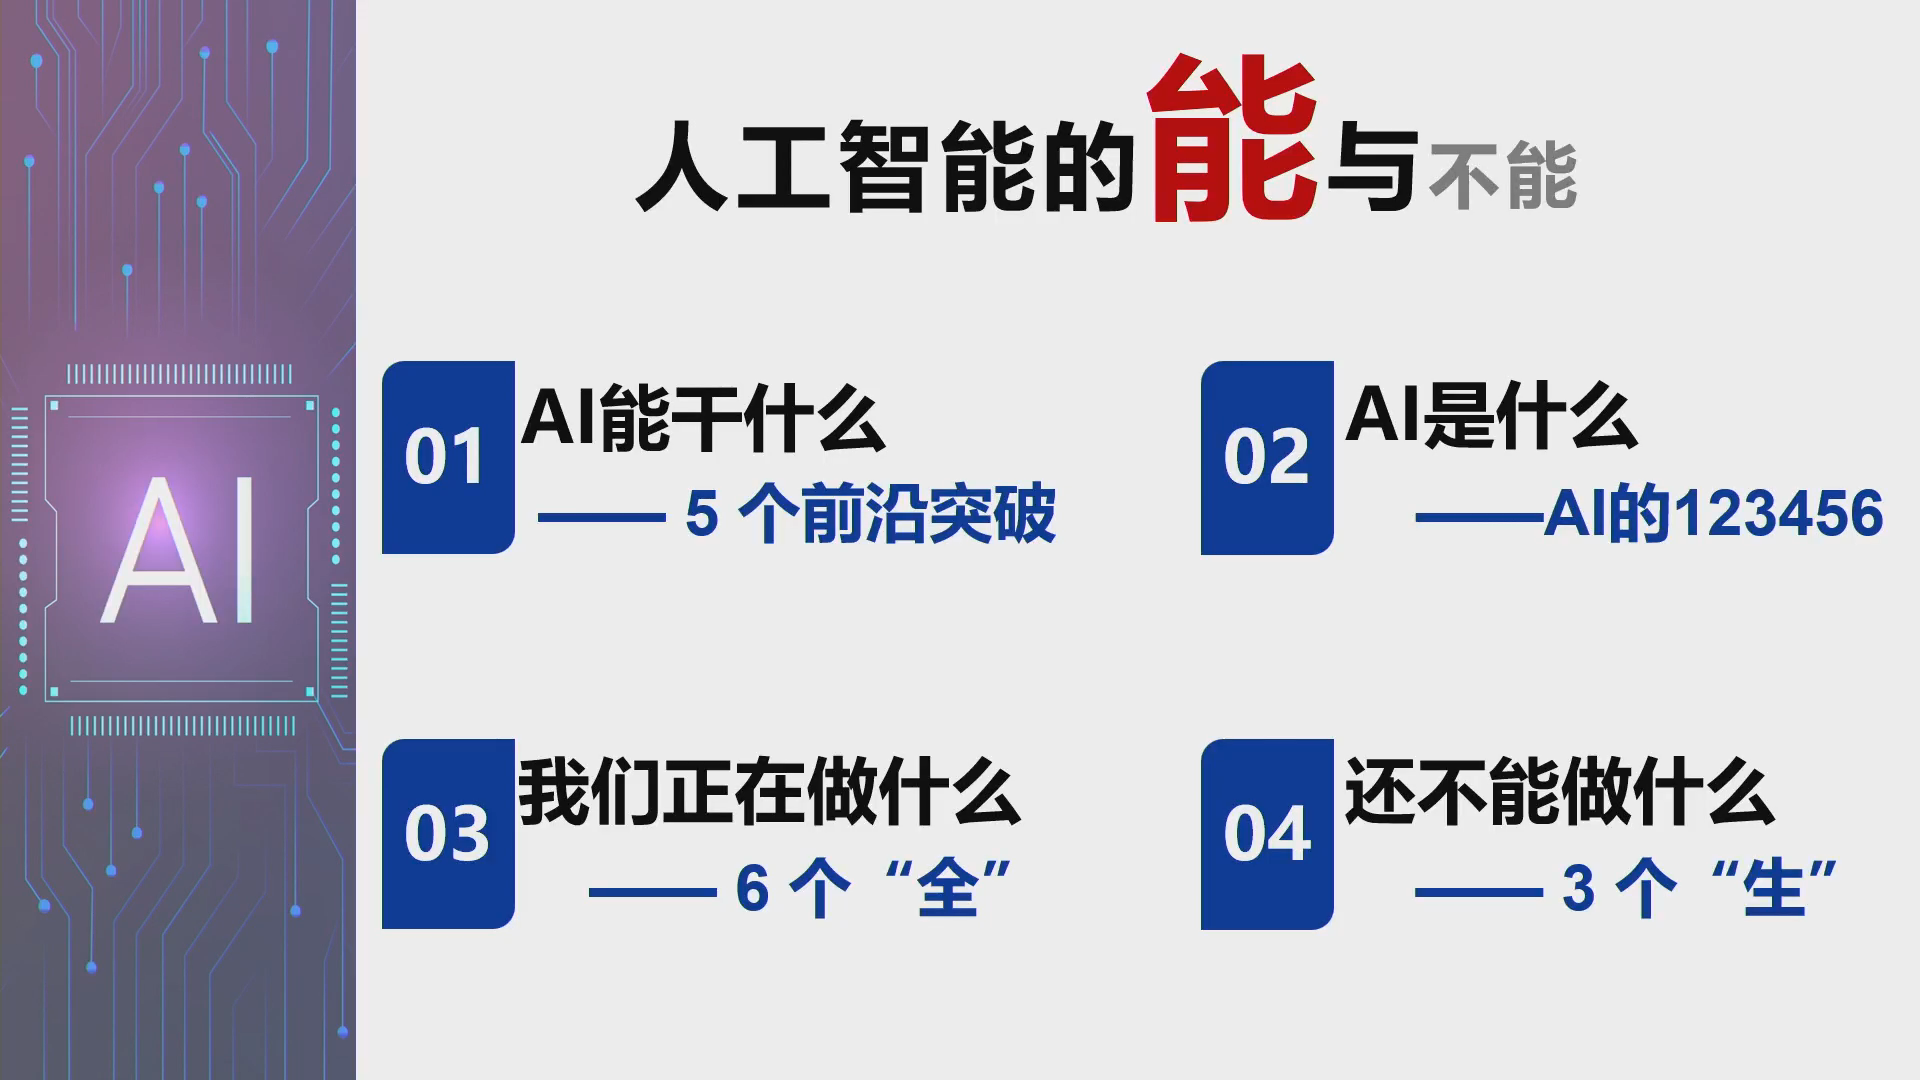 人工智能的能与不能
AI
01
AI能干什么
—— 5 个前沿突破
02
AI是什么
——AI的123456
03
我们正在做什么
—— 6 个“全”
04
还不能做什么
—— 3 个“生”